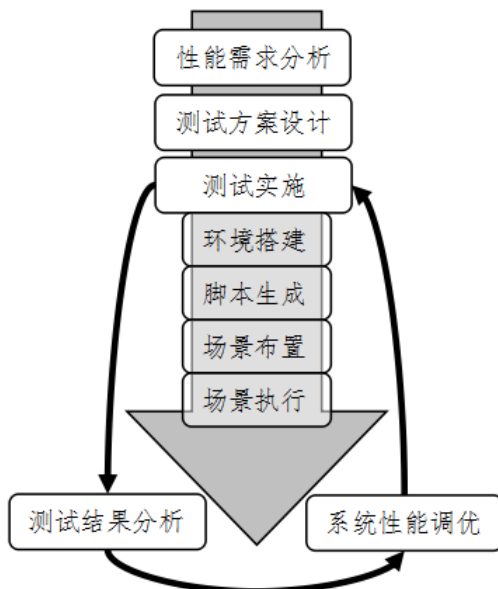 性能需求分析
测试方案设计
测试实施
环境搭建
脚本生成
场景布置
场景执行
测试结果分析
系统性能调优